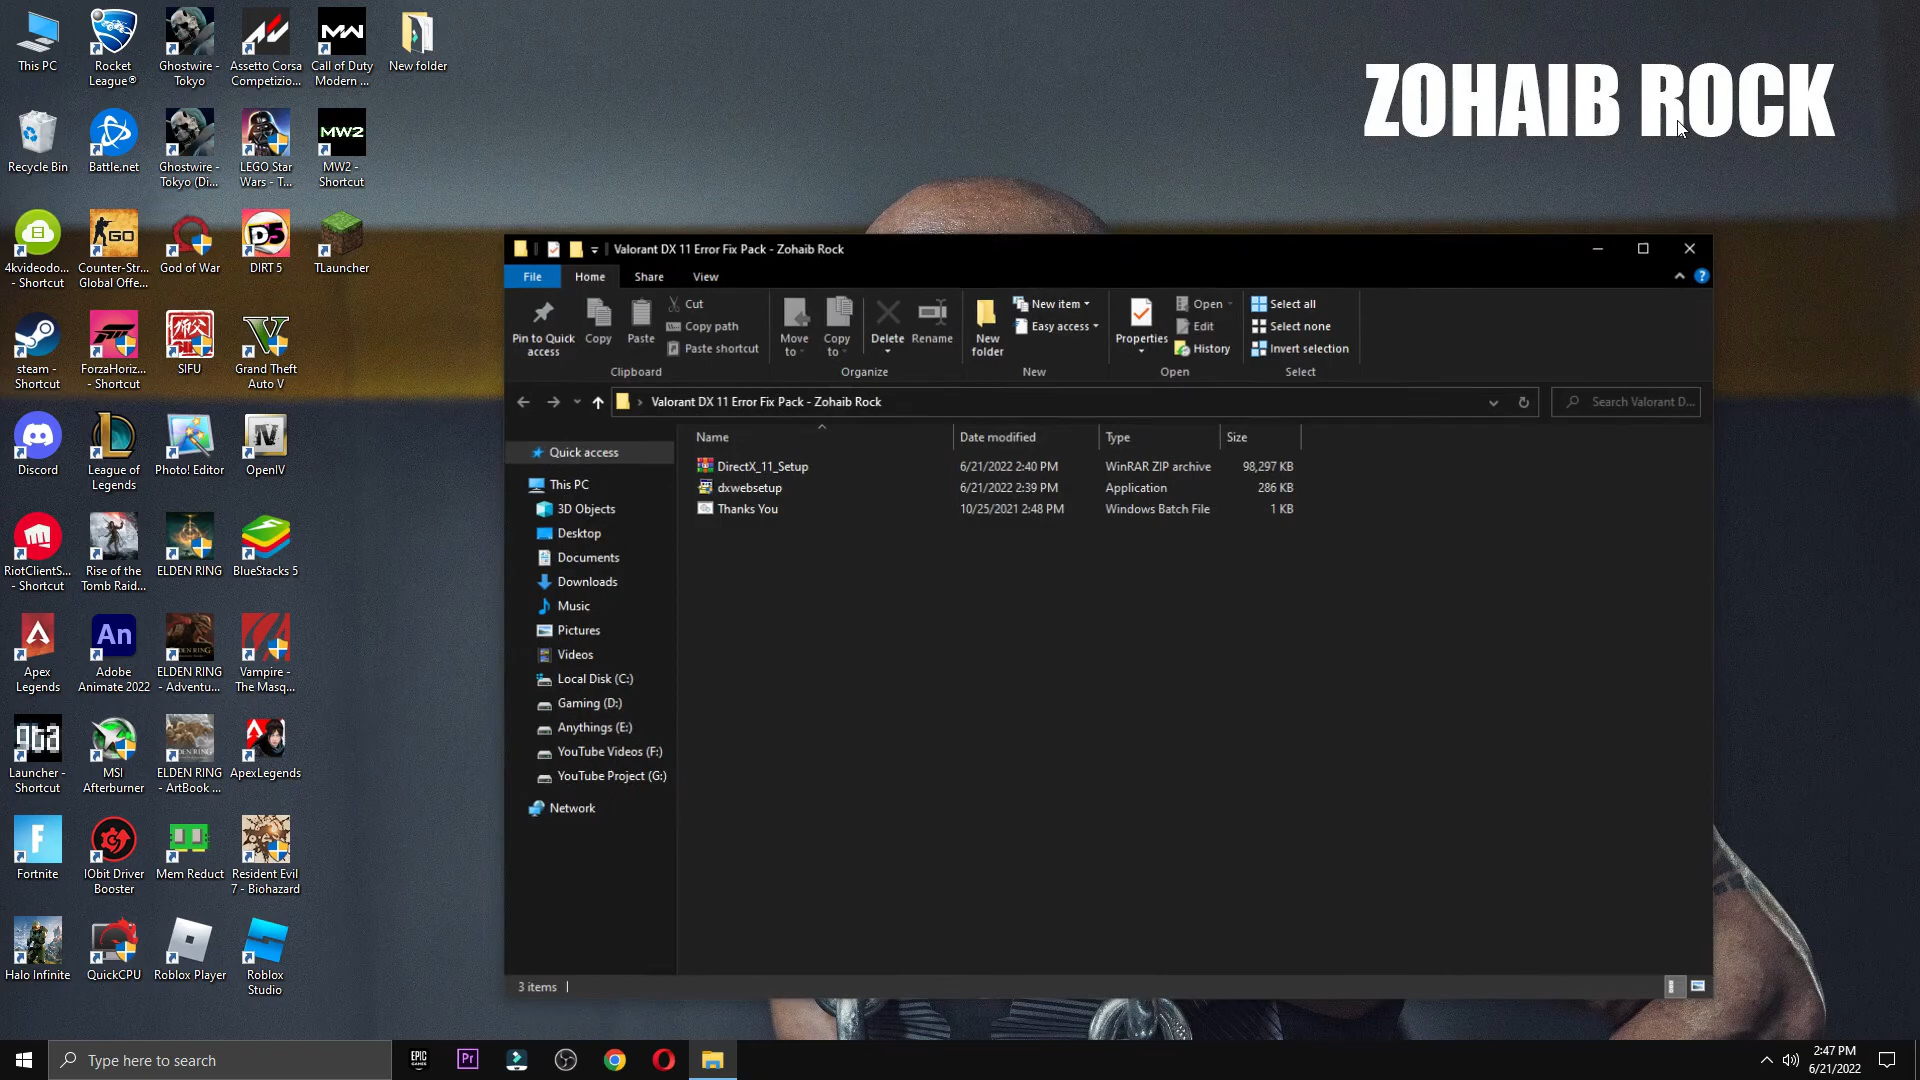 This PC
Rocket
League®
Ghostwire -
Tokyo
Assetto Corsa
Competizio...
Call of Duty
Modern ...
New folder
ZOHAIB ROCK
Recycle Bin
Battle.net
Ghostwire -
Tokyo (Di...
LEGO Star
Wars - T...
MW2
MW2 -
Shortcut
4kvideodo...
- Shortcut
GO
Counter-Str...
Global Offe...
God of War
D5
DIRT 5
TLauncher
steam -
Shortcut
ForzaHoriz...
- Shortcut
SIFU
Grand Theft
Auto V
Discord
League of
Legends
Photo! Editor
OpenIV
RiotClientS...
- Shortcut
Rise of the
Tomb Raid...
ELDEN RING
BlueStacks 5
Apex
Legends
An
Adobe
Animate 2022
ELDEN RING
- Adventu...
Vampire -
The Masq...
gta
Launcher -
Shortcut
MSI
Afterburner
ELDEN RING
- ArtBook ...
ApexLegends
Fortnite
IObit Driver
Booster
Mem Reduct
Resident Evil
7 - Biohazard
Halo Infinite
QuickCPU
Roblox Player
Roblox
Studio
Valorant DX 11 Error Fix Pack - Zohaib Rock
File
Home
Share
View
Pin to Quick
access
Copy
Paste
Cut
Copy path
Paste shortcut
Clipboard
Move
to
Copy
to
Delete
Rename
Organize
New
folder
New item
Easy access
New
Properties
Open
Edit
History
Open
Select all
Select none
Invert selection
Select
Valorant DX 11 Error Fix Pack - Zohaib Rock
Search Valorant D...
Quick access
This PC
3D Objects
Desktop
Documents
Downloads
Music
Pictures
Videos
Local Disk (C:)
Gaming (D:)
Anythings (E:)
YouTube Videos (F:)
YouTube Project (G:)
Network
Name Date modified Type Size
DirectX_11_Setup 6/21/2022 2:40 PM WinRAR ZIP archive 98,297 KB
dxwebsetup 6/21/2022 2:39 PM Application 286 KB
Thanks You 10/25/2021 2:48 PM Windows Batch File 1 KB
3 items
Type here to search
EPIC
GAMES
Pr
2:47 PM
6/21/2022